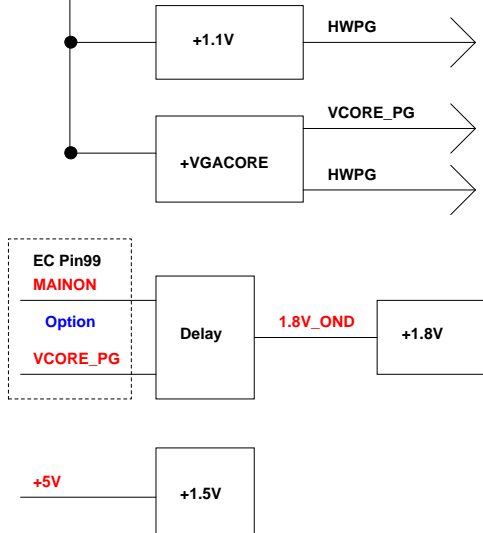 HWPG
+1.1V
VCORE_PG
+VGACORE
HWPG
EC Pin99
MAINON
Option
Delay
1.8V_OND
+1.8V
VCORE_PG
+5V
+1.5V